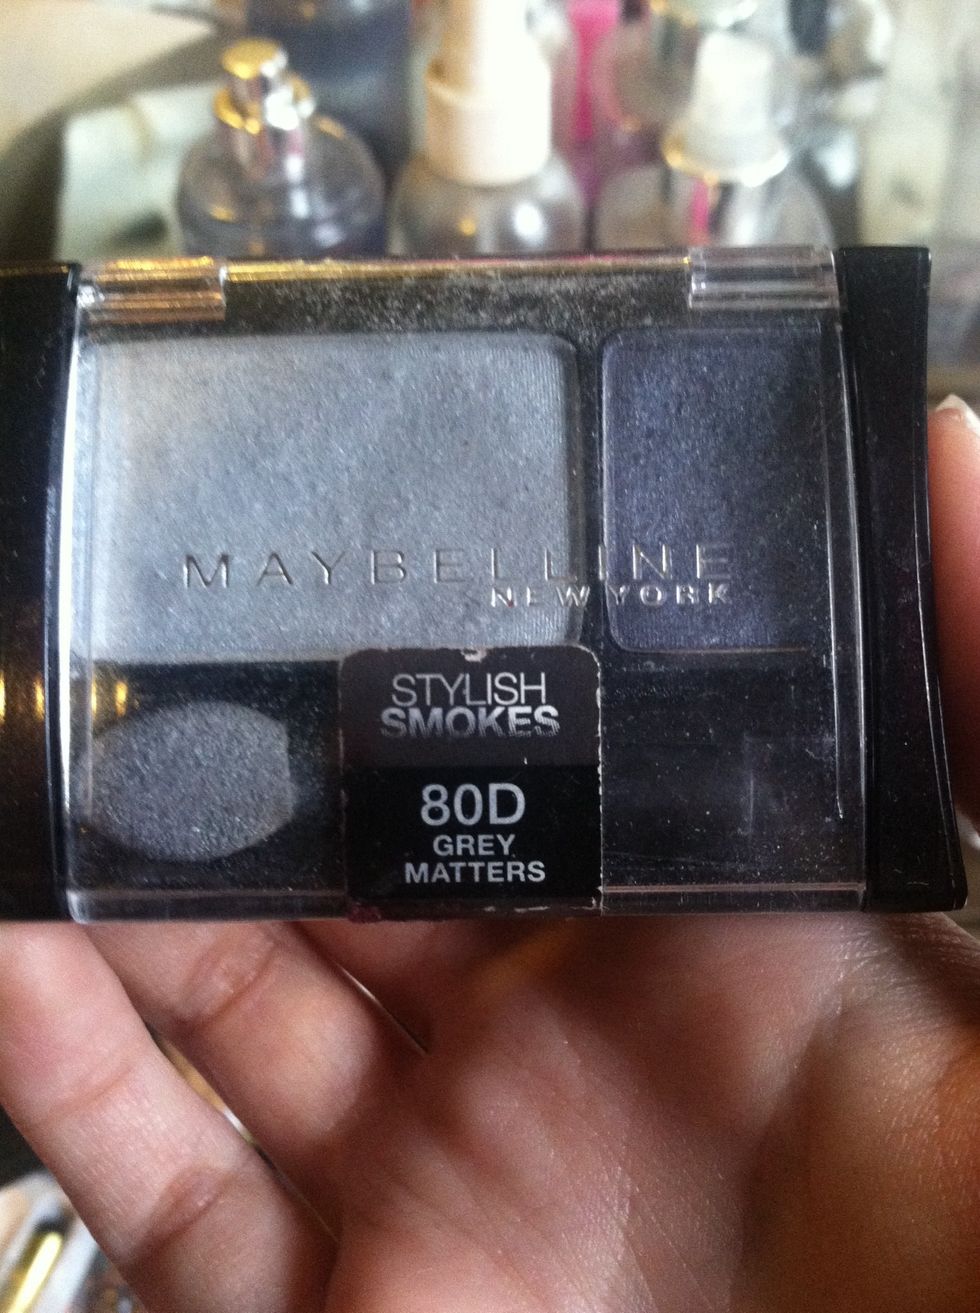 MAYBELLINE
NEW YORK
STYLISH
SMOKES
80D
GREY
MATTERS